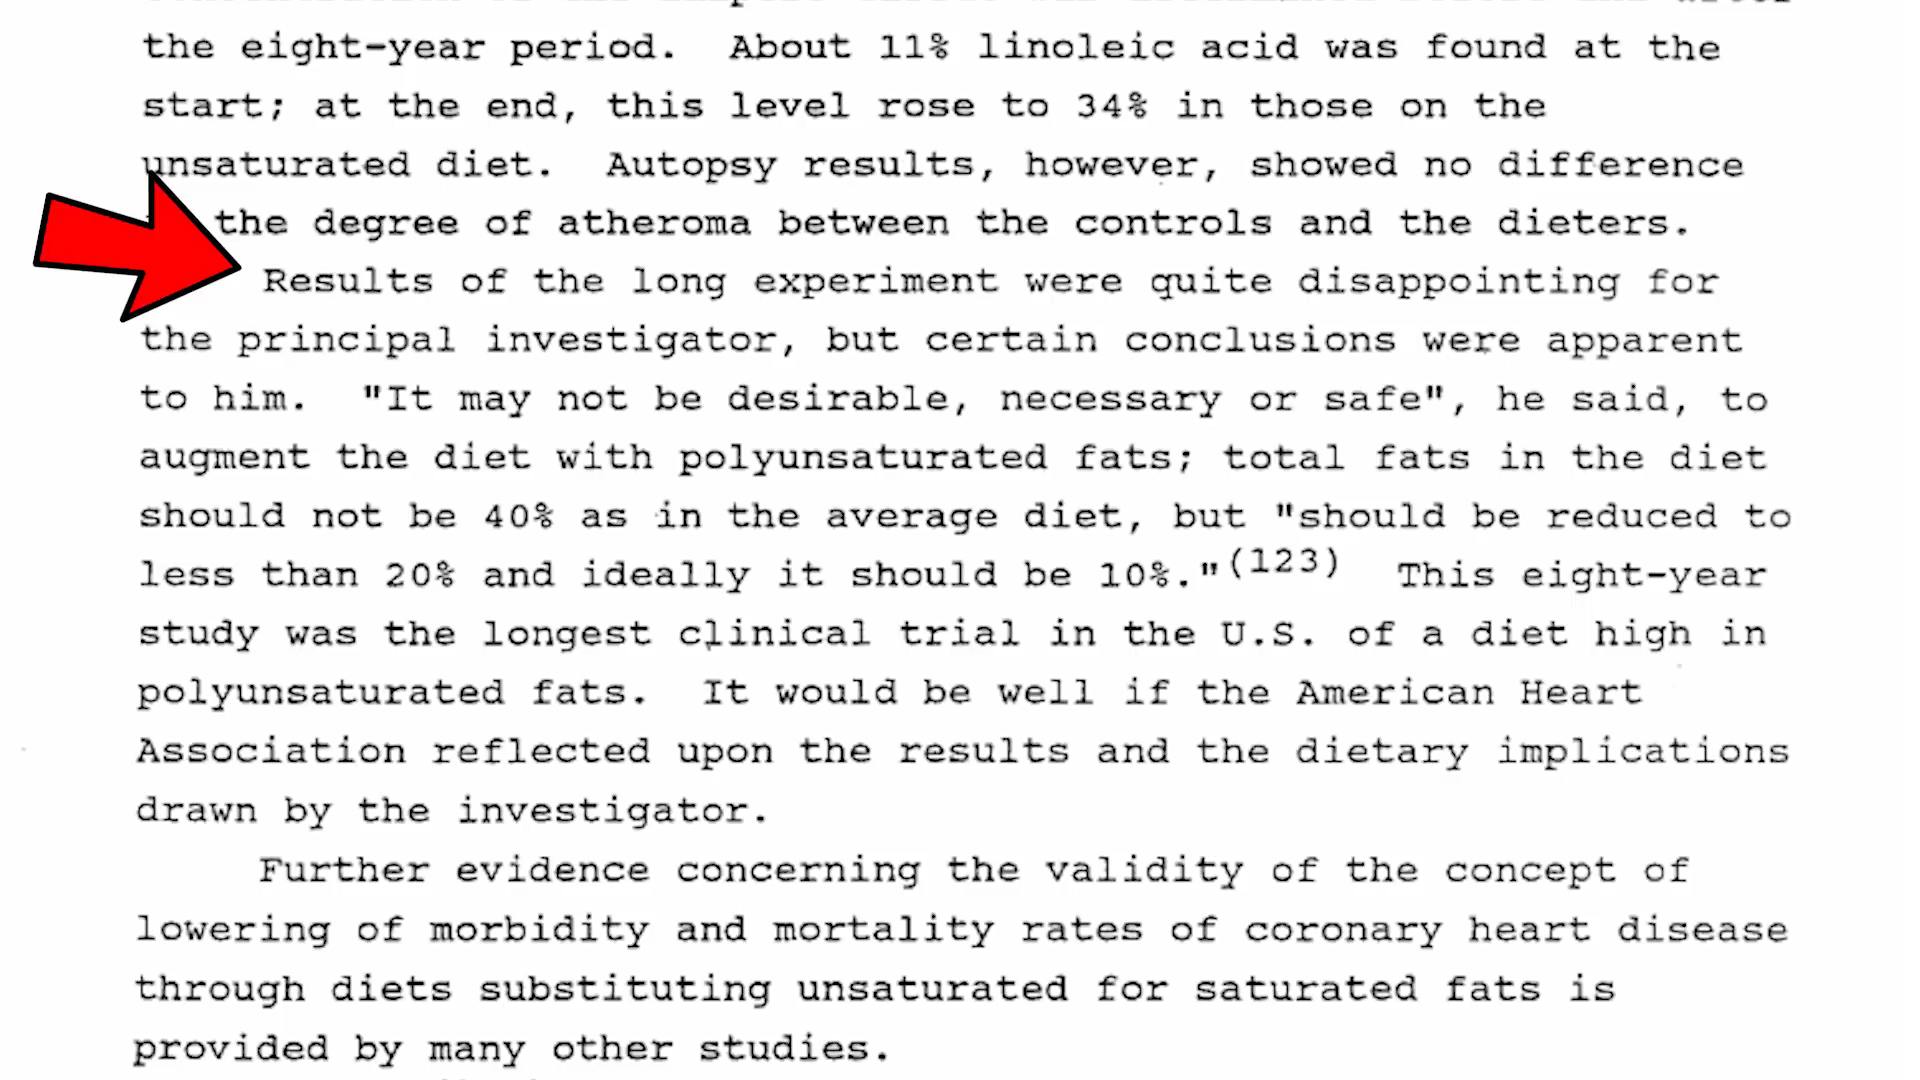 the eight-year period. About 11% linoleic acid was found at the
start; at the end, this level rose to 34% in those on the
unsaturated diet. Autopsy results, however, showed no difference
the degree of atheroma between the controls and the dieters.
Results of the long experiment were quite disappointing for
the principal investigator, but certain conclusions were apparent
to him. "It may not be desirable, necessary or safe", he said, to
augment the diet with polyunsaturated fats; total fats in the diet
should not be 40% as in the average diet, but "should be reduced to
less than 20% and ideally it should be 10%."(123) This eight-year
study was the longest clinical trial in the U.S. of a diet high in
polyunsaturated fats. It would be well if the American Heart
Association reflected upon the results and the dietary implications
drawn by the investigator.
Further evidence concerning the validity of the concept of
lowering of morbidity and mortality rates of coronary heart disease
through diets substituting unsaturated for saturated fats is
provided by many other studies.